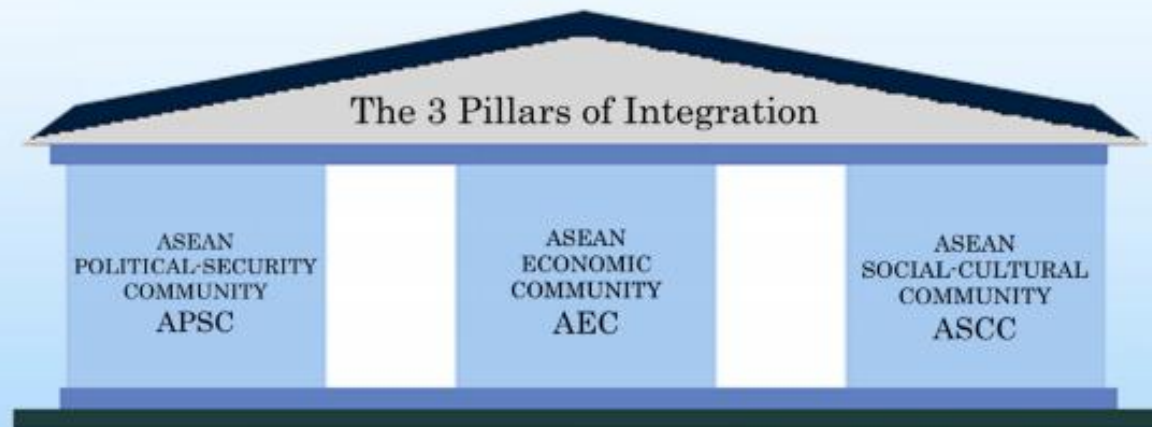 The 3 Pillars of Integration
ASEAN
POLITICAL-SECURITY
COMMUNITY
APSC
ASEAN
ECONOMIC
COMMUNITY
AEC
ASEAN
SOCIAL-CULTURAL
COMMUNITY
ASCC